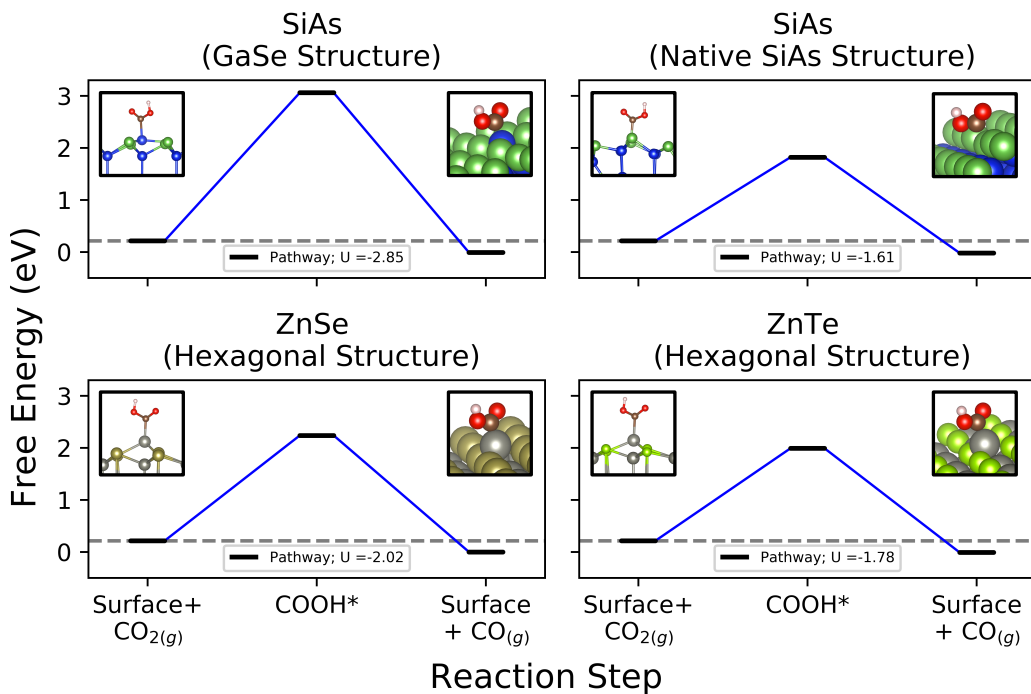 SiAs
(GaSe Structure)
SiAs
(Native SiAs Structure)
3
2
1
0
Pathway; U =-2.85
Pathway; U =-1.61
ZnSe
(Hexagonal Structure)
ZnTe
(Hexagonal Structure)
3
2
1
0
Pathway; U =-2.02
Pathway; U =-1.78
Surface+
CO2(g)
COOH*
Surface
+ CO(g)
Surface+
CO2(g)
COOH*
Surface
+ CO(g)
Free Energy (eV)
Reaction Step